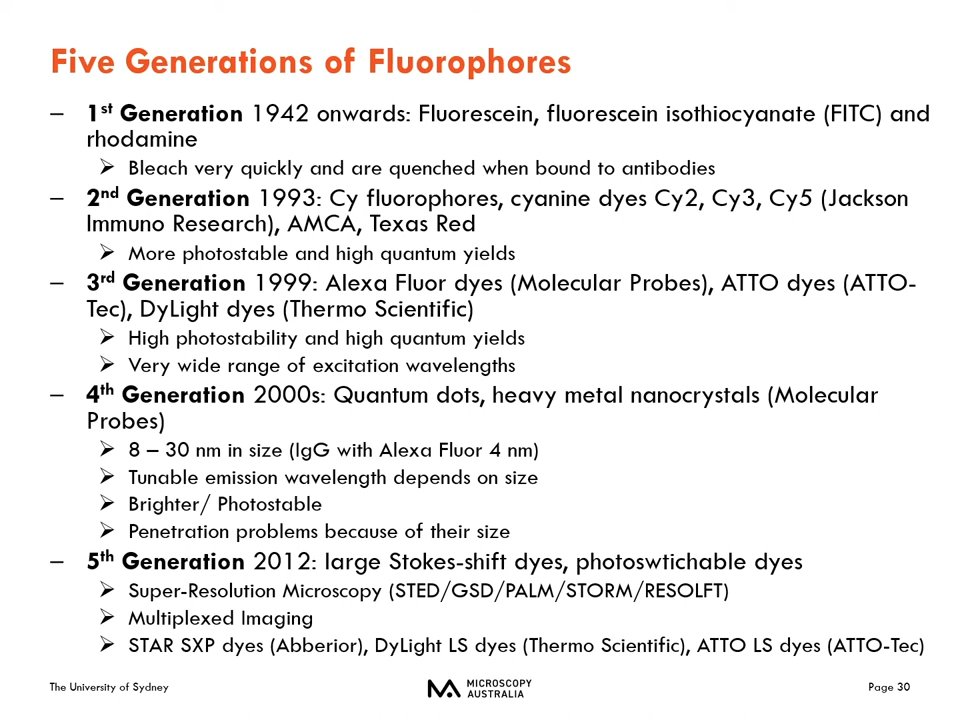 Five Generations of Fluorophores
– 1st Generation 1942 onwards: Fluorescein, fluorescein isothiocyanate (FITC) and
rhodamine
➢ Bleach very quickly and are quenched when bound to antibodies
– 2nd Generation 1993: Cy fluorophores, cyanine dyes Cy2, Cy3, Cy5 (Jackson
Immuno Research), AMCA, Texas Red
➢ More photostable and high quantum yields
– 3rd Generation 1999: Alexa Fluor dyes (Molecular Probes), ATTO dyes (ATTO-
Tec), DyLight dyes (Thermo Scientific)
➢ High photostability and high quantum yields
➢ Very wide range of excitation wavelengths
– 4th Generation 2000s: Quantum dots, heavy metal nanocrystals (Molecular
Probes)
➢ 8 – 30 nm in size (IgG with Alexa Fluor 4 nm)
➢ Tunable emission wavelength depends on size
➢ Brighter/ Photostable
➢ Penetration problems because of their size
– 5th Generation 2012: large Stokes-shift dyes, photoswtichable dyes
➢ Super-Resolution Microscopy (STED/GSD/PALM/STORM/RESOLFT)
➢ Multiplexed Imaging
➢ STAR SXP dyes (Abberior), DyLight LS dyes (Thermo Scientific), ATTO LS dyes (ATTO-Tec)
The University of Sydney
MICROSCOPY
AUSTRALIA
Page 30